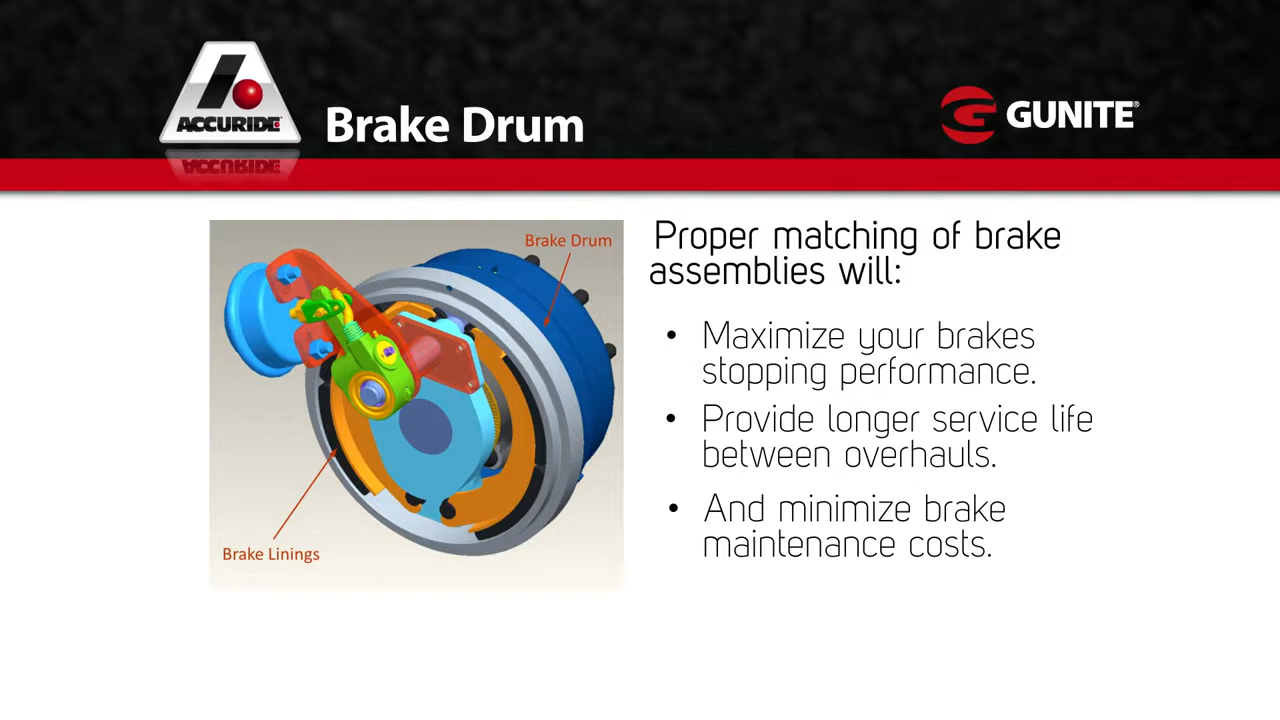 ACCURIDE
Brake Drum
GUNITE®
Brake Drum
Brake Linings
Proper matching of brake
assemblies will:
• Maximize your brakes
stopping performance.
• Provide longer service life
between overhauls.
• And minimize brake
maintenance costs.